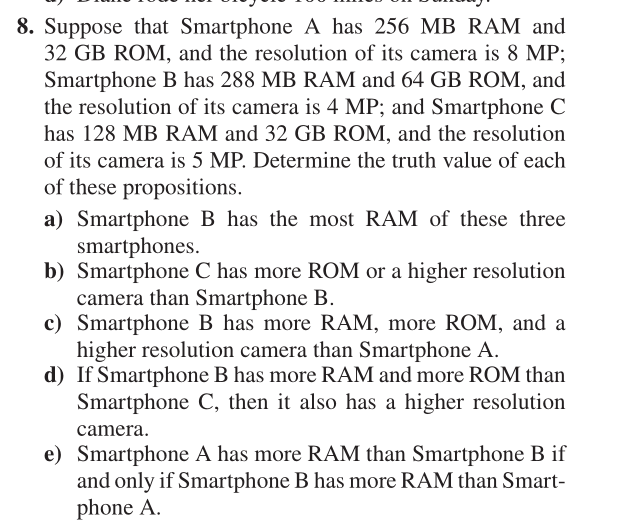 8. Suppose that Smartphone A has 256 MB RAM and
32 GB ROM, and the resolution of its camera is 8 MP;
Smartphone B has 288 MB RAM and 64 GB ROM, and
the resolution of its camera is 4 MP; and Smartphone C
has 128 MB RAM and 32 GB ROM, and the resolution
of its camera is 5 MP. Determine the truth value of each
of these propositions.
a) Smartphone B has the most RAM of these three
smartphones.
b) Smartphone C has more ROM or a higher resolution
camera than Smartphone B.
c) Smartphone B has more RAM, more ROM, and a
higher resolution camera than Smartphone A.
d) If Smartphone B has more RAM and more ROM than
Smartphone C, then it also has a higher resolution
camera.
e) Smartphone A has more RAM than Smartphone B if
and only if Smartphone B has more RAM than Smart-
phone A.